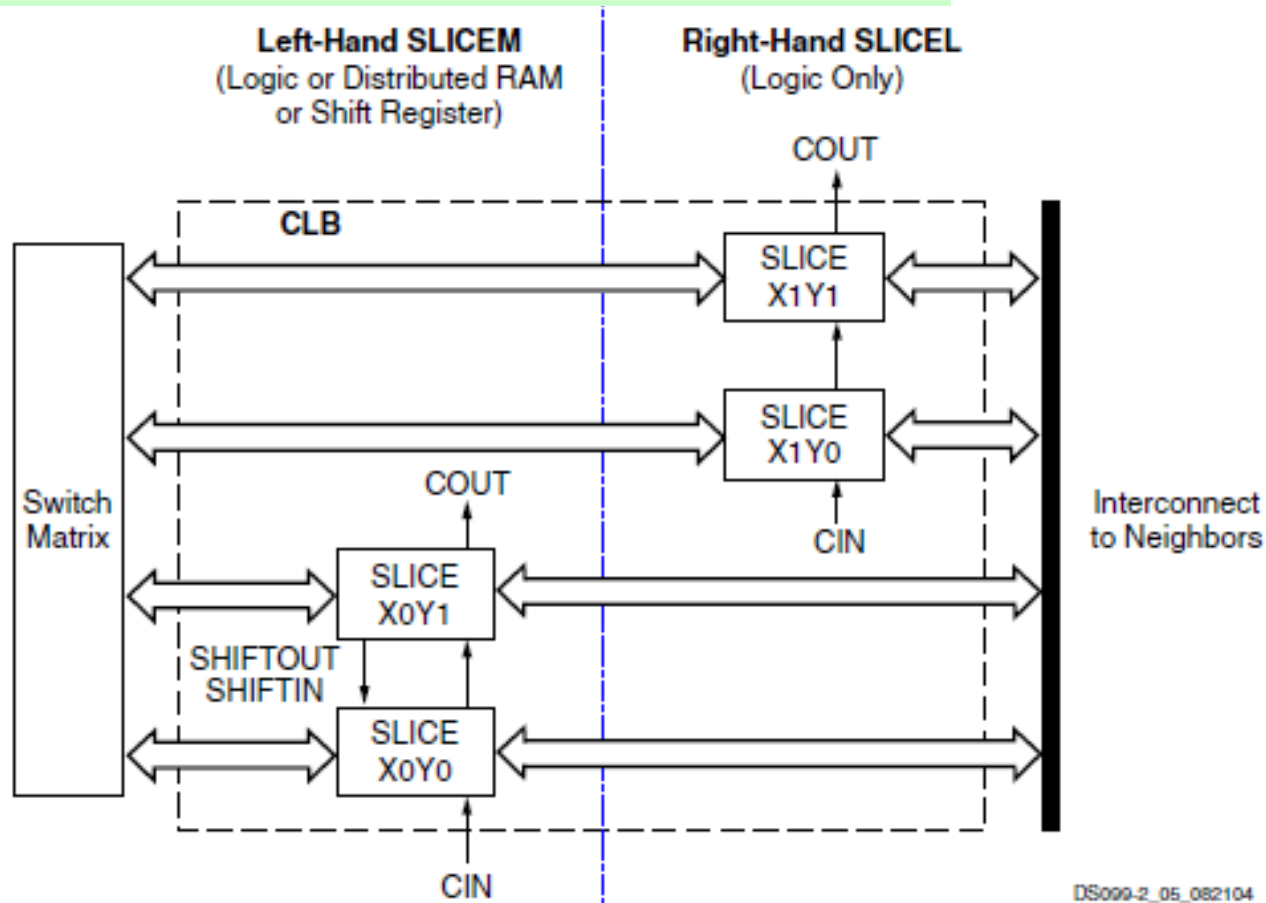 Left-Hand SLICEM
(Logic or Distributed RAM
or Shift Register)
Right-Hand SLICEL
(Logic Only)
COUT
CLB
SLICE
X1Y1
SLICE
X1Y0
COUT
CIN
Switch
Matrix
Interconnect
to Neighbors
SLICE
X0Y1
SHIFTOUT
SHIFTIN
SLICE
X0Y0
CIN
DS099-2_05_082104